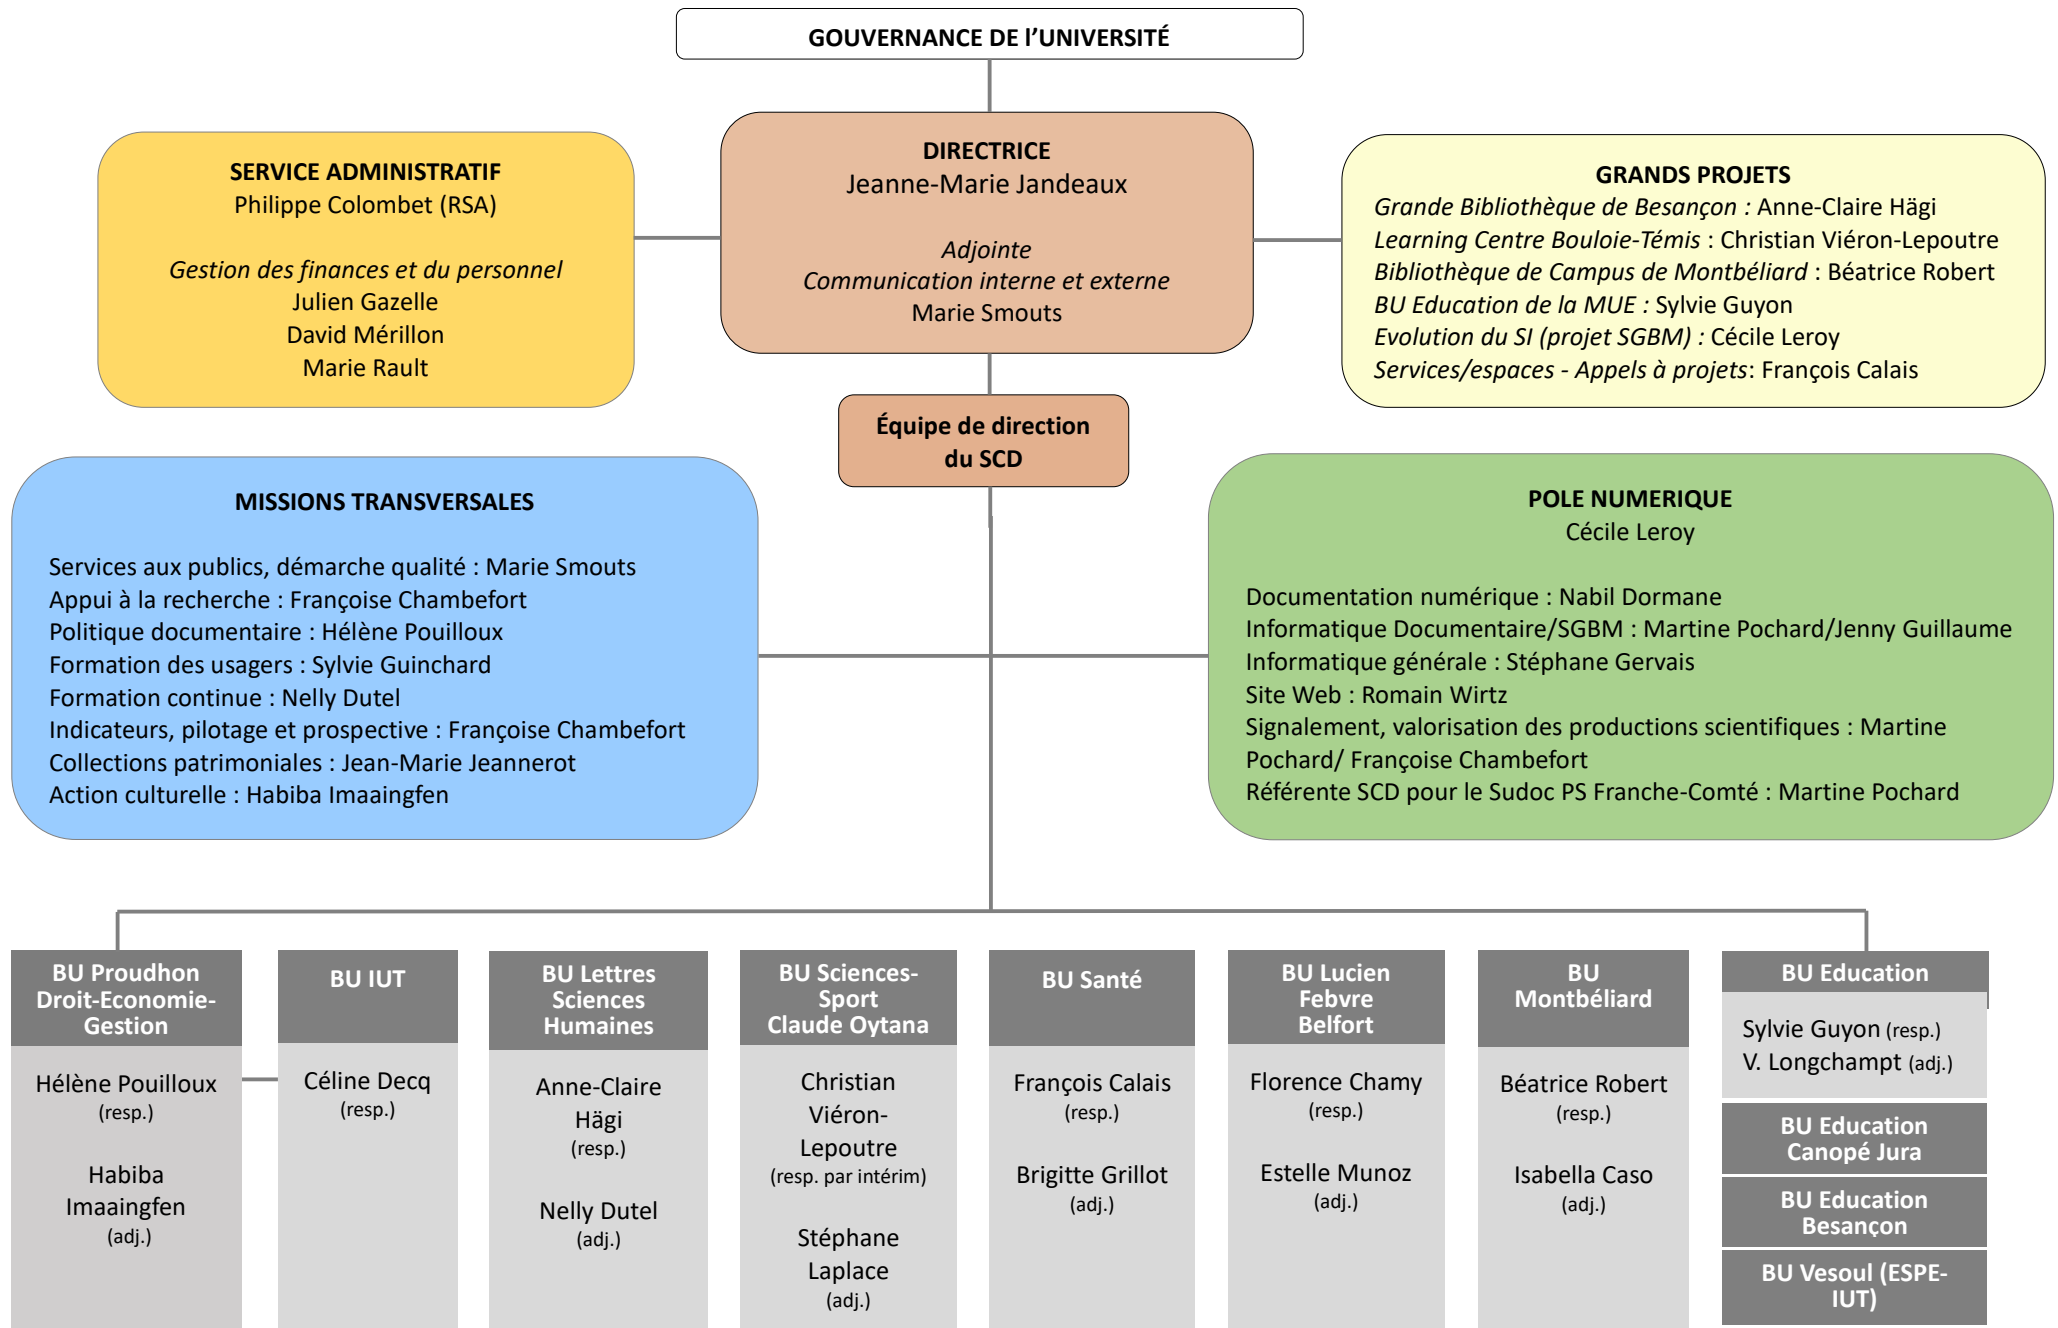 GOUVERNANCE DE l'UNIVERSITÉ
SERVICE ADMINISTRATIF
Philippe Colombet (RSA)
Gestion des finances et du personnel
Julien Gazelle
David Mérillon
Marie Rault
DIRECTRICE
Jeanne-Marie Jandeaux
Adjointe
Communication interne et externe
Marie Smouts
GRANDS PROJETS
Grande Bibliothèque de Besançon : Anne-Claire Hägi
Learning Centre Bouloie-Témis : Christian Viéron-Lepoutre
Bibliothèque de Campus de Montbéliard : Béatrice Robert
BU Education de la MUE : Sylvie Guyon
Evolution du SI (projet SGBM) : Cécile Leroy
Services/espaces - Appels à projets: François Calais
Équipe de direction
du SCD
MISSIONS TRANSVERSALES
Services aux publics, démarche qualité : Marie Smouts
Appui à la recherche : Françoise Chambefort
Politique documentaire : Hélène Pouilloux
Formation des usagers : Sylvie Guinchard
Formation continue : Nelly Dutel
Indicateurs, pilotage et prospective : Françoise Chambefort
Collections patrimoniales : Jean-Marie Jeannerot
Action culturelle : Habiba Imaaingfen
POLE NUMERIQUE
Cécile Leroy
Documentation numérique : Nabil Dormane
Informatique Documentaire/SGBM : Martine Pochard/Jenny Guillaume
Informatique générale : Stéphane Gervais
Site Web : Romain Wirtz
Signalement, valorisation des productions scientifiques : Martine
Pochard/ Françoise Chambefort
Référente SCD pour le Sudoc PS Franche-Comté : Martine Pochard
BU Proudhon
Droit-Economie-
Gestion
Hélène Pouilloux
(resp.)
Habiba
Imaaingfen
(adj.)
BU IUT
Céline Decq
(resp.)
BU Lettres
Sciences
Humaines
Anne-Claire
Hägi
(resp.)
Nelly Dutel
(adj.)
BU Sciences-
Sport
Claude Oytana
Christian
Viéron-
Lepoutre
(resp. par intérim)
Stéphane
Laplace
(adj.)
BU Santé
François Calais
(resp.)
Brigitte Grillot
(adj.)
BU Lucien
Febvre
Belfort
Florence Chamy
(resp.)
Estelle Munoz
(adj.)
BU
Montbéliard
Béatrice Robert
(resp.)
Isabella Caso
(adj.)
BU Education
Sylvie Guyon (resp.)
V. Longchampt (adj.)
BU Education
Canopé Jura
BU Education
Besançon
BU Vesoul (ESPE-
IUT)